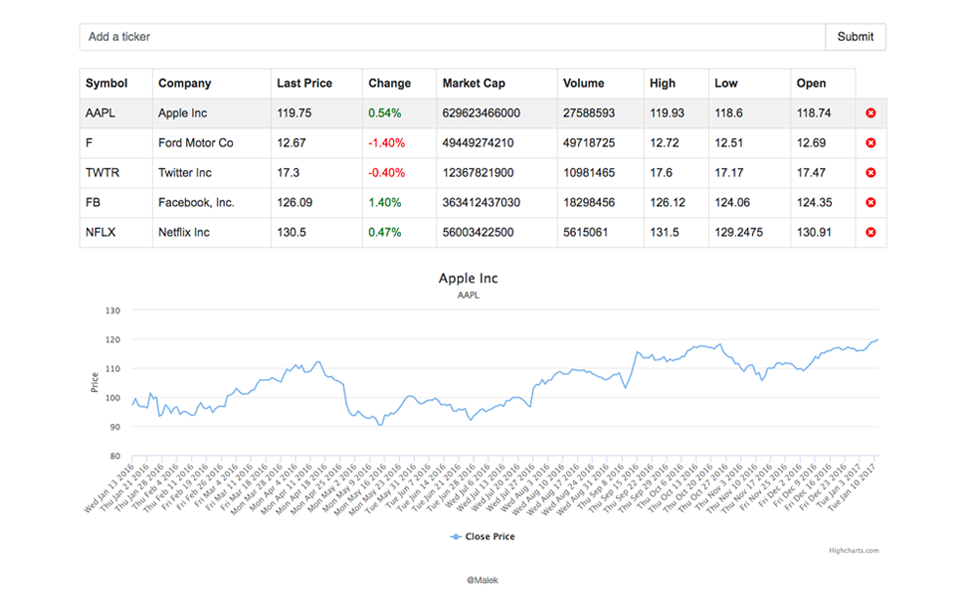 Add a ticker Submit
Symbol Company Last Price Change Market Cap Volume High Low Open
AAPL Apple Inc 119.75 0.54% 629623466000 27588593 119.93 118.6 118.74
F Ford Motor Co 12.67 -1.40% 49449274210 49718725 12.72 12.51 12.69
TWTR Twitter Inc 17.3 -0.40% 12367821900 10981465 17.6 17.17 17.47
FB Facebook, Inc. 126.09 1.40% 363412437030 18298456 126.12 124.06 124.35
NFLX Netflix Inc 130.5 0.47% 56003422500 5615061 131.5 129.2475 130.91
Apple Inc
AAPL
Price
130
120
110
100
90
80
Wed Jan 13 2016
Thu Jan 21 2016
Thu Jan 28 2016
Thu Feb 4 2016
Thu Feb 11 2016
Fri Feb 19 2016
Fri Feb 26 2016
Fri Mar 4 2016
Fri Mar 11 2016
Fri Mar 18 2016
Mon Mar 28 2016
Mon Apr 4 2016
Mon Apr 11 2016
Mon Apr 18 2016
Mon Apr 25 2016
Mon May 2 2016
Mon May 9 2016
Mon May 16 2016
Mon May 23 2016
Tue May 31 2016
Tue Jun 7 2016
Tue Jun 14 2016
Tue Jun 21 2016
Tue Jun 28 2016
Wed Jul 6 2016
Wed Jul 13 2016
Wed Jul 20 2016
Wed Jul 27 2016
Wed Aug 3 2016
Wed Aug 10 2016
Wed Aug 17 2016
Wed Aug 24 2016
Wed Aug 31 2016
Thu Sep 8 2016
Thu Sep 15 2016
Thu Sep 22 2016
Thu Sep 29 2016
Thu Oct 6 2016
Thu Oct 13 2016
Thu Oct 20 2016
Thu Oct 27 2016
Thu Nov 3 2016
Thu Nov 10 2016
Thu Nov 17 2016
Fri Nov 25 2016
Fri Dec 2 2016
Fri Dec 9 2016
Fri Dec 16 2016
Fri Dec 23 2016
Tue Jan 3 2017
Tue Jan 10 2017
Close Price
Highcharts.com
@Malek